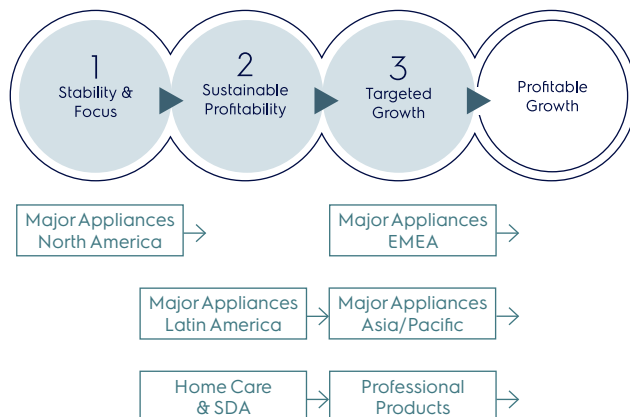 1
Stability &
Focus
2
Sustainable
Profitability
3
Targeted
Growth
Profitable
Growth
Major Appliances
North America
Major Appliances
EMEA
Major Appliances
Latin America
Major Appliances
Asia/Pacific
Home Care
& SDA
Professional
Products